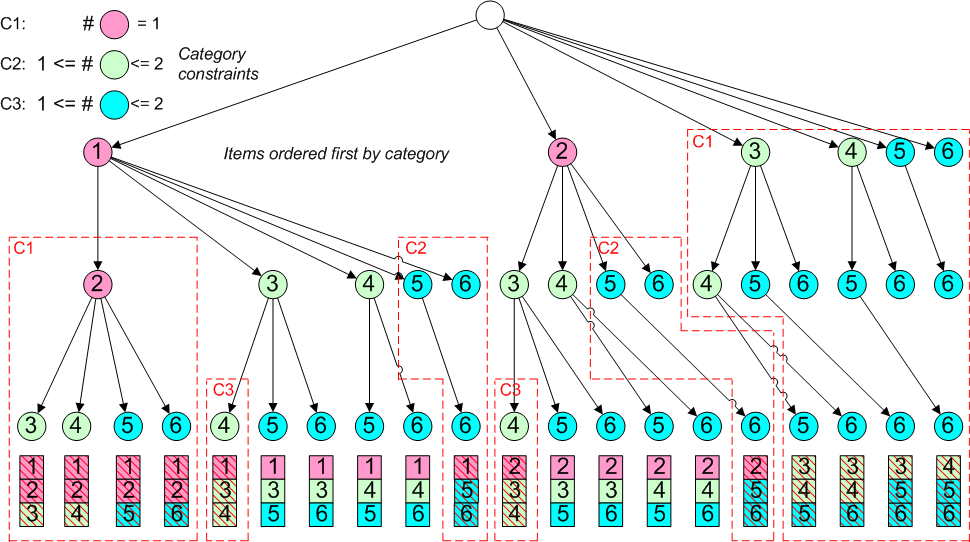 C1: # = 1
C2: 1 <= # <= 2
C3: 1 <= # <= 2
Category
constraints
Items ordered first by category
1 2 3 4 5 6
C1
C1 C2 C2
2 3 4 5 6 3 4 5 6 4 5 6 5 6 6
C3 C3
3 4 5 6 4 5 6 5 6 6 4 5 6 5 6 6 5 6 6 6
1 1 1 1 1 1 1 1 1 1 2 2 2 2 2 2 3 3 3 4
2 2 2 2 3 3 3 4 4 5 3 3 3 4 4 5 4 4 5 5
3 4 5 6 4 5 6 5 6 6 4 5 6 5 6 6 5 6 6 6